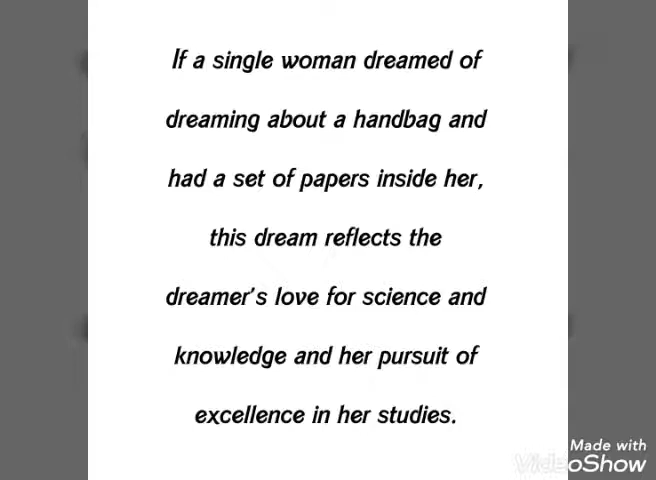 If a single woman dreamed of
dreaming about a handbag and
had a set of papers inside her,
this dream reflects the
dreamer's love for science and
knowledge and her pursuit of
excellence in her studies.
Made with
VideoShow